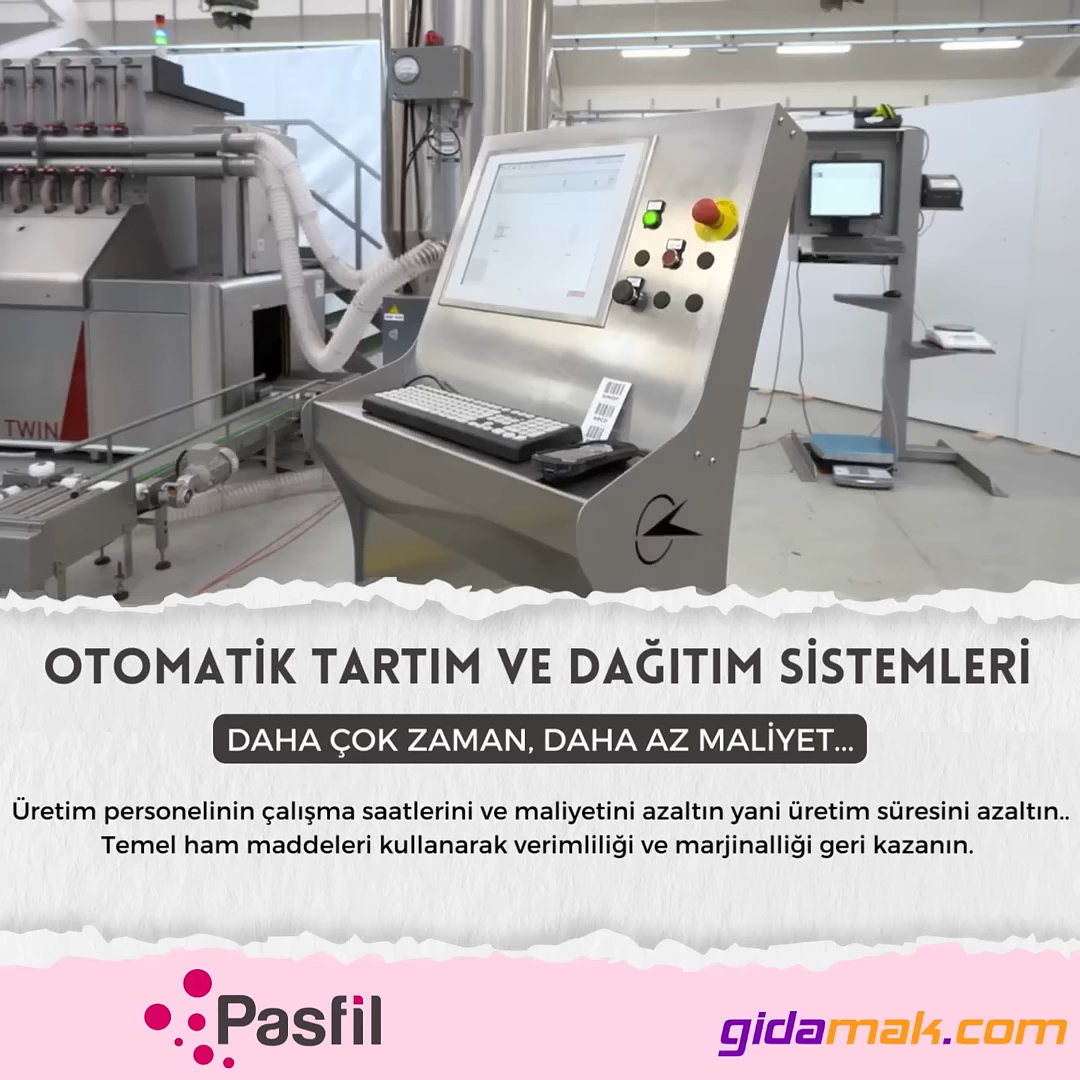 TWIN
ABCD
OTOMATİK TARTIM VE DAĞITIM SİSTEMLERİ
DAHA ÇOK ZAMAN, DAHA AZ MALİYET...
Üretim personelinin çalışma saatlerini ve maliyetini azaltın yani üretim süresini azaltın..
Temel ham maddeleri kullanarak verimliliği ve marjinalliği geri kazanın.
Pasfil
gidamak.com